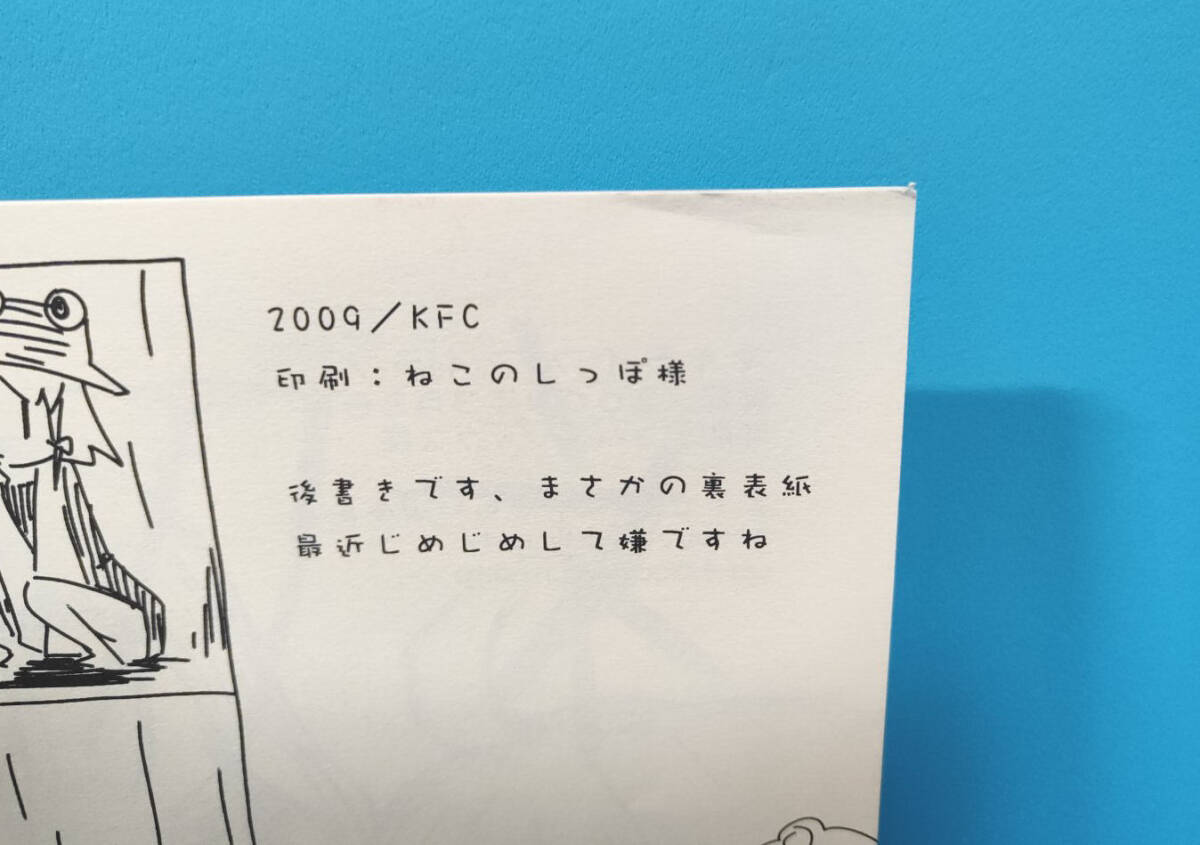 2009／KFC
印刷：ねこのしっぽ様
後書きです、まさかの裏表紙
最近じめじめして嫌ですね